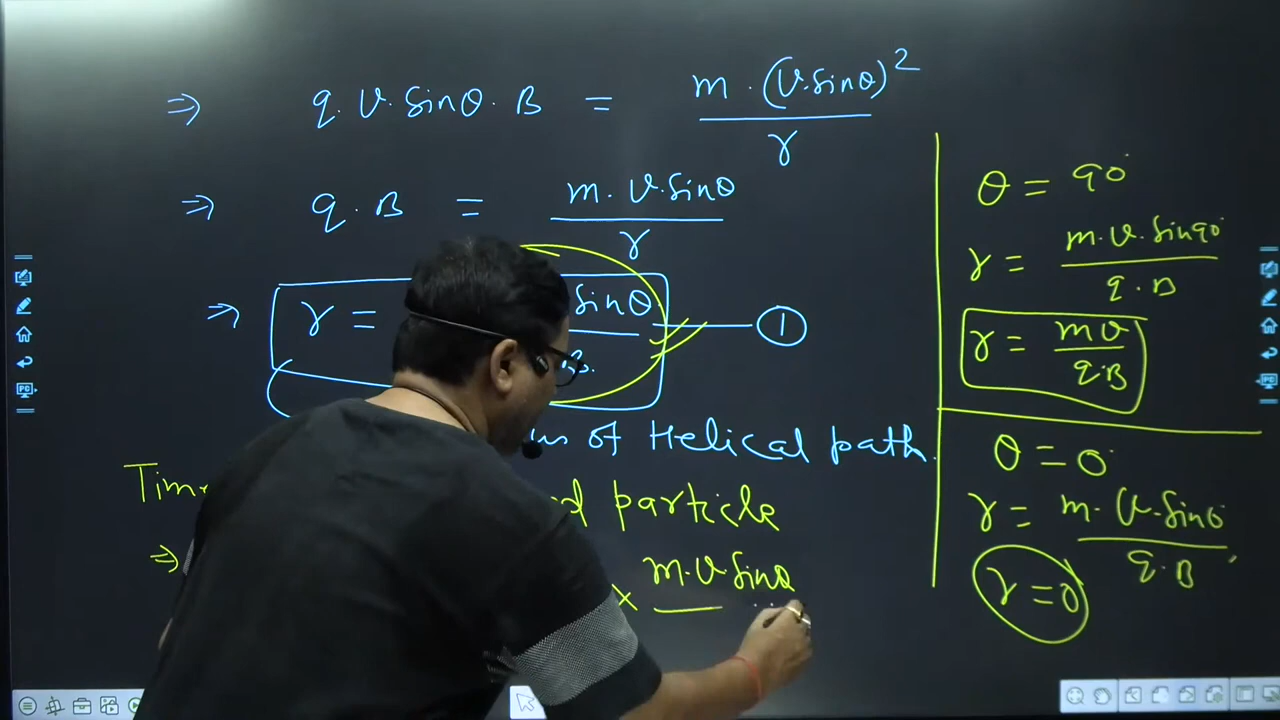 ⇒ q.v.sinθ.B = m.(v.sinθ)² / r
⇒ q.B = m.v.sinθ / r
⇒ r = sinθ / B. — ①
of Helical path.
Tim particle
⇒ × m.v.sinθ
θ = 90°
r = m.v.sin90° / q.B
r = mv / q.B
θ = 0°
r = m.v.sin0° / q.B
r = 0